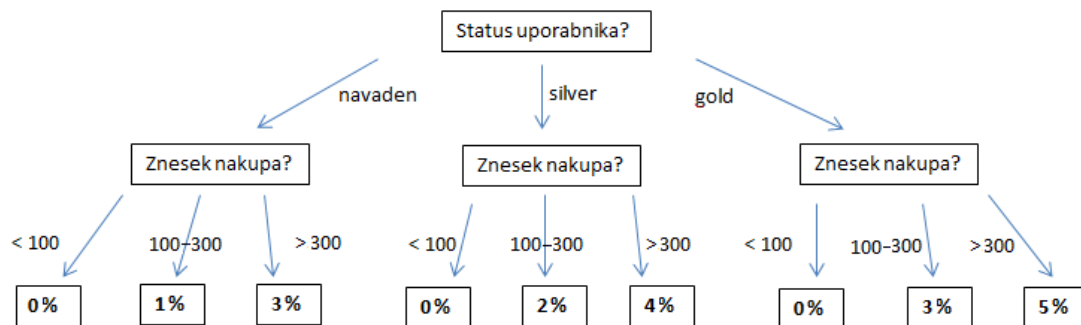 Status uporabnika?
navaden
silver
gold
Znesek nakupa?
Znesek nakupa?
Znesek nakupa?
< 100
100–300
> 300
< 100
100–300
> 300
< 100
100–300
> 300
0%
1%
3%
0%
2%
4%
0%
3%
5%